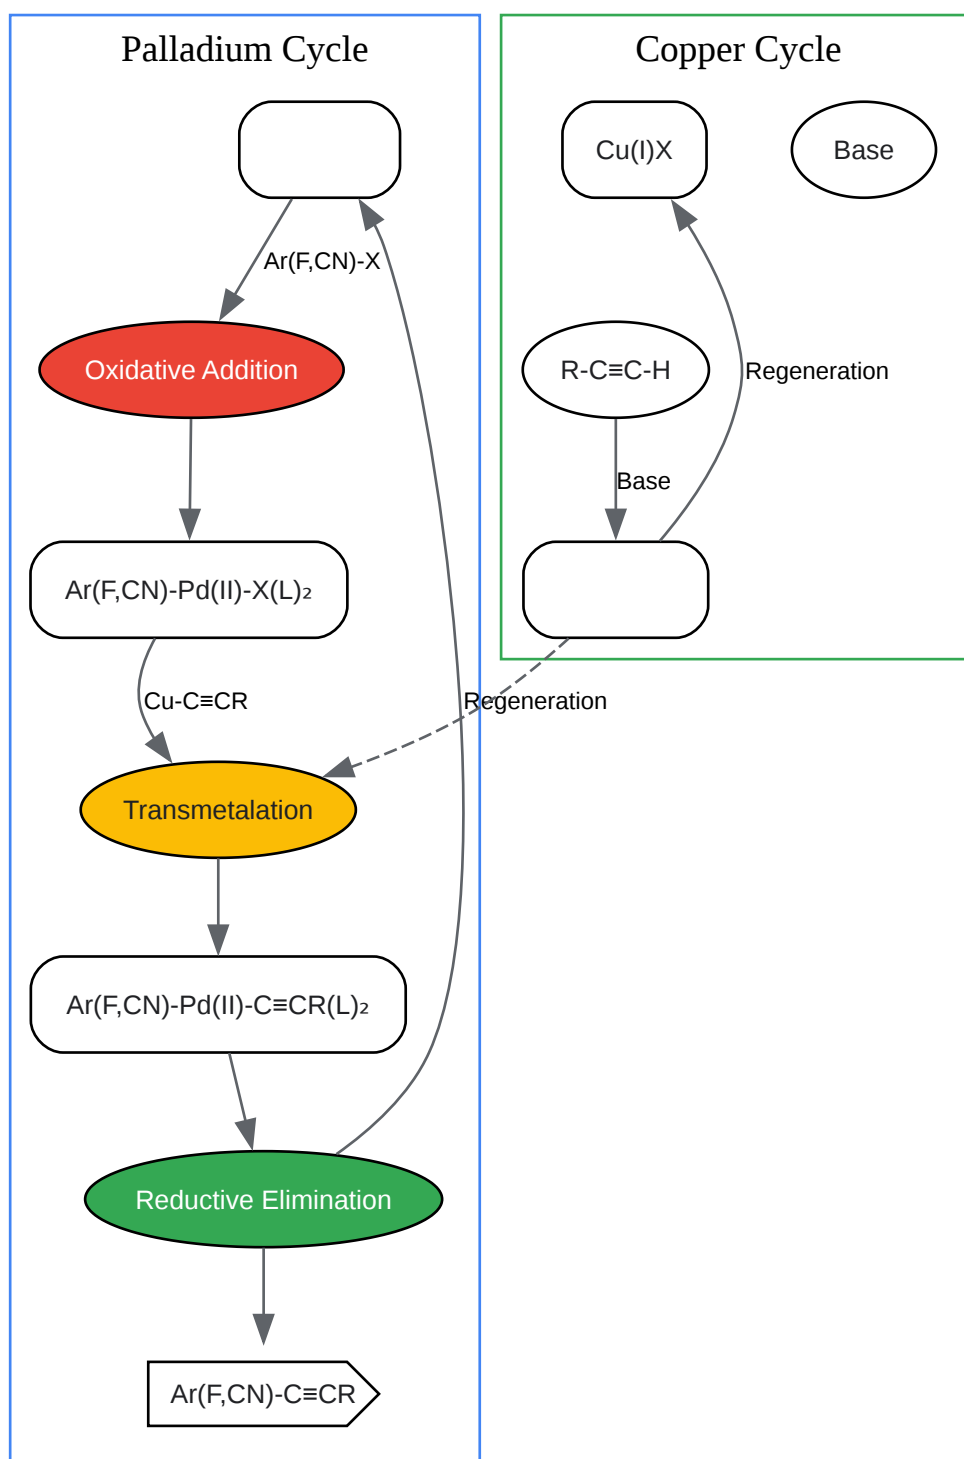 Palladium Cycle
Ar(F,CN)-X
Oxidative Addition
Ar(F,CN)-Pd(II)-X(L)₂
Cu-C≡CR
Transmetalation
Ar(F,CN)-Pd(II)-C≡CR(L)₂
Reductive Elimination
Ar(F,CN)-C≡CR
Copper Cycle
Cu(I)X
Base
R-C≡C-H
Regeneration
Base
Regeneration